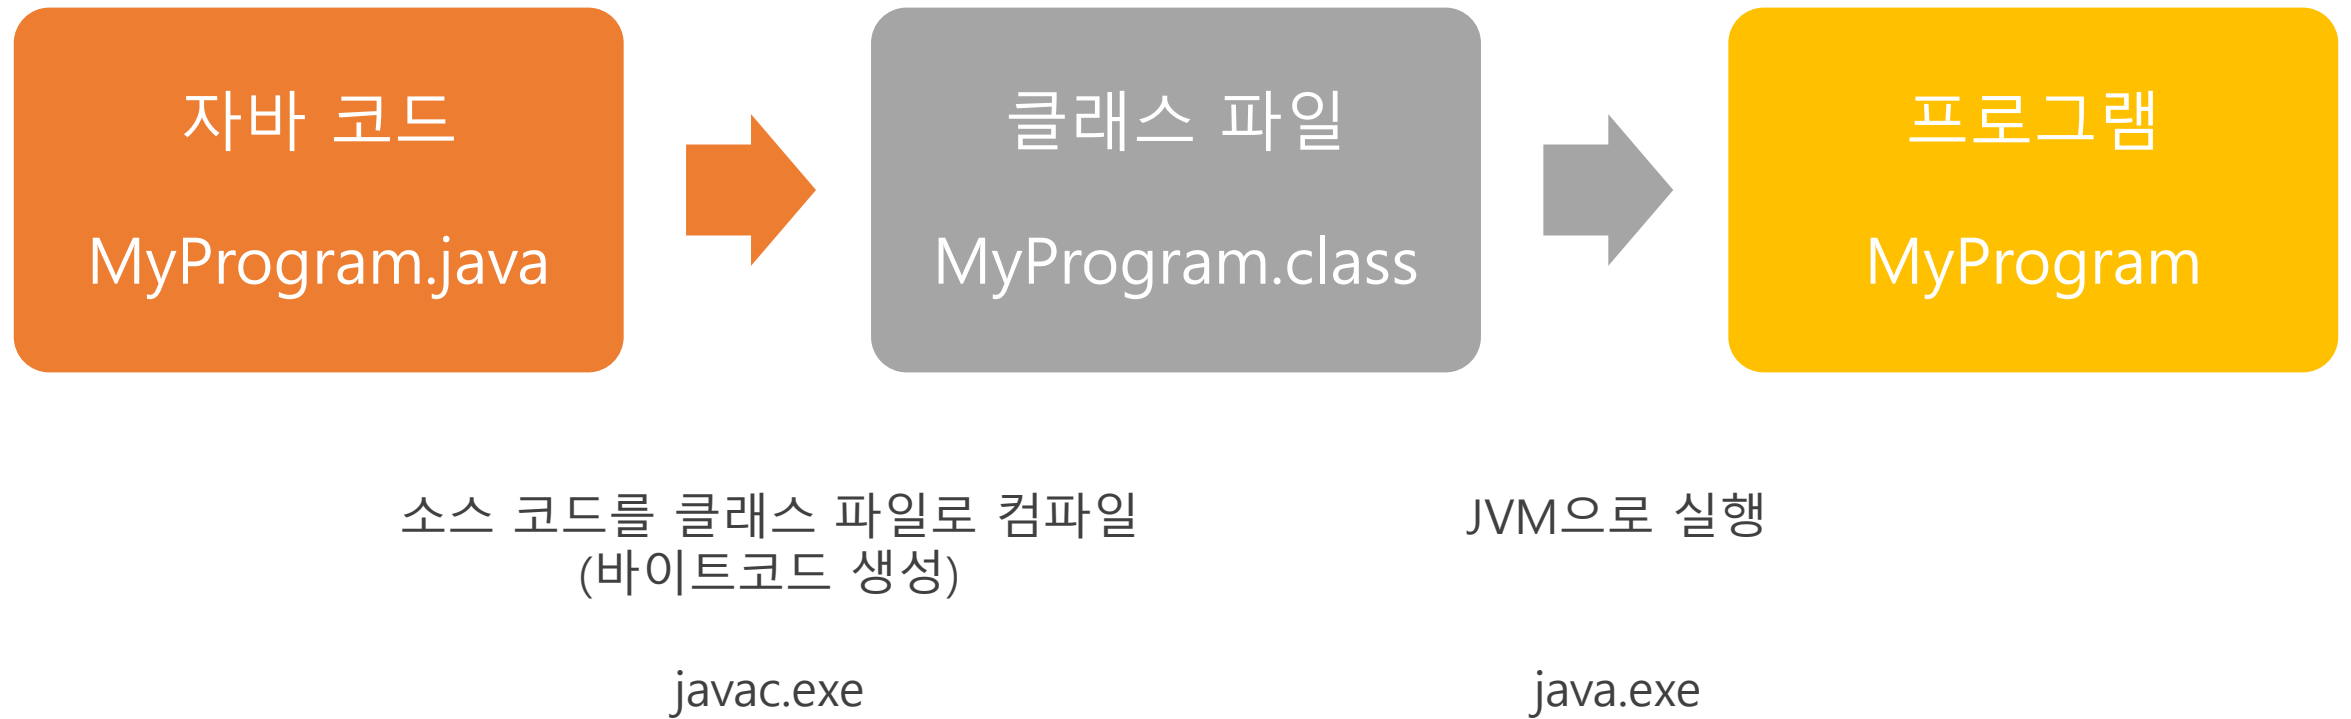 자바 코드
MyProgram.java
클래스 파일
MyProgram.class
프로그램
MyProgram
소스 코드를 클래스 파일로 컴파일
(바이트코드 생성)
javac.exe
JVM으로 실행
java.exe